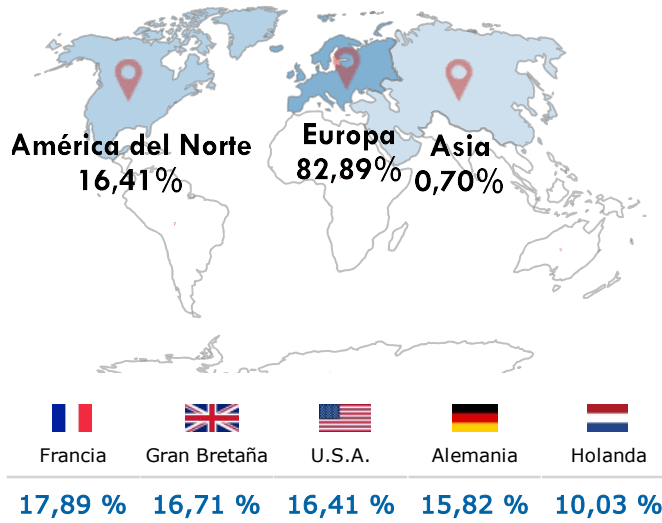 América del Norte
16,41%
Europa
82,89%
Asia
0,70%
Francia Gran Bretaña U.S.A. Alemania Holanda
17,89 % 16,71 % 16,41 % 15,82 % 10,03 %